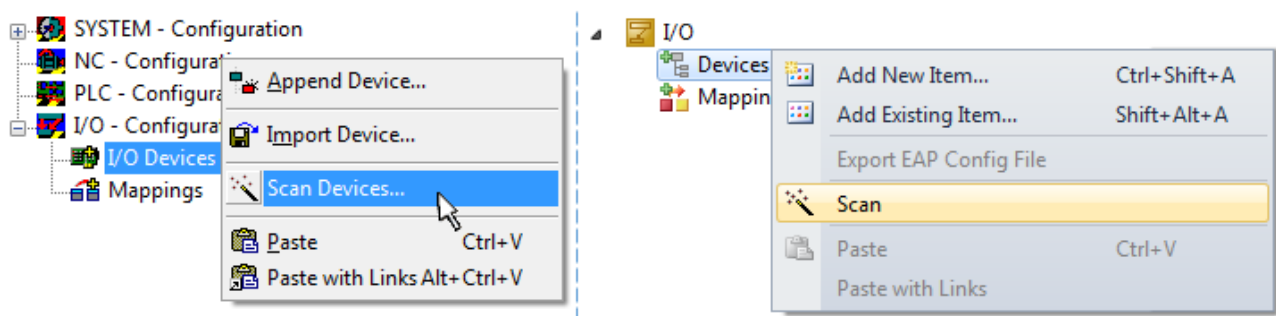 SYSTEM - Configuration
NC - Configurati
PLC - Configura
I/O - Configurat
I/O Devices
Mappings
Append Device...
Import Device...
Scan Devices...
Paste Ctrl+V
Paste with Links Alt+Ctrl+V
I/O
Devices
Mappin
Add New Item... Ctrl+Shift+A
Add Existing Item... Shift+Alt+A
Export EAP Config File
Scan
Paste Ctrl+V
Paste with Links